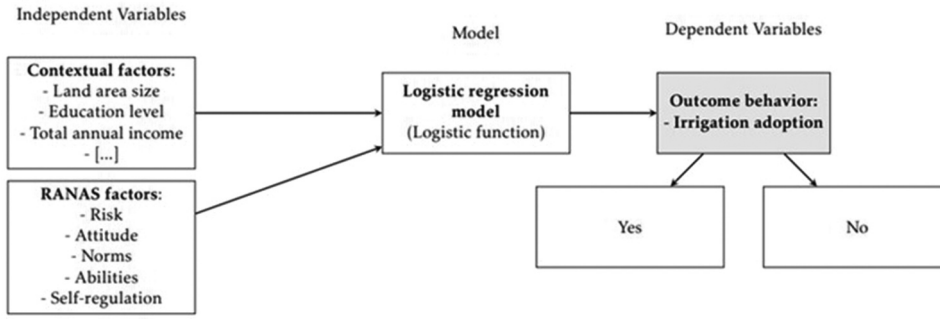 Independent Variables
Model
Dependent Variables
Contextual factors:
- Land area size
- Education level
- Total annual income
- [...]
Logistic regression
model
(Logistic function)
Outcome behavior:
- Irrigation adoption
RANAS factors:
- Risk
- Attitude
- Norms
- Abilities
- Self-regulation
Yes
No